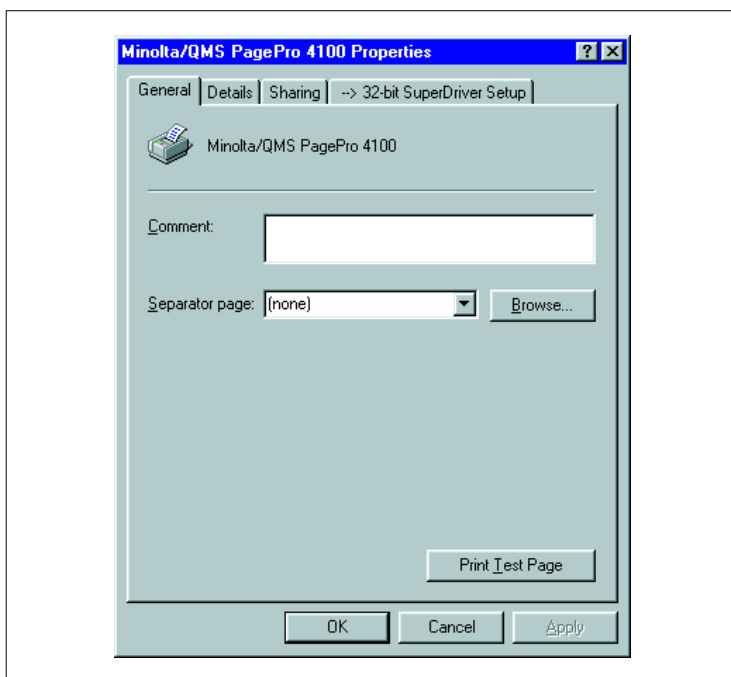 Minolta/QMS PagePro 4100 Properties
General Details Sharing --> 32-bit SuperDriver Setup
Minolta/QMS PagePro 4100
Comment:
Separator page: (none) Browse...
Print Test Page
OK Cancel Apply